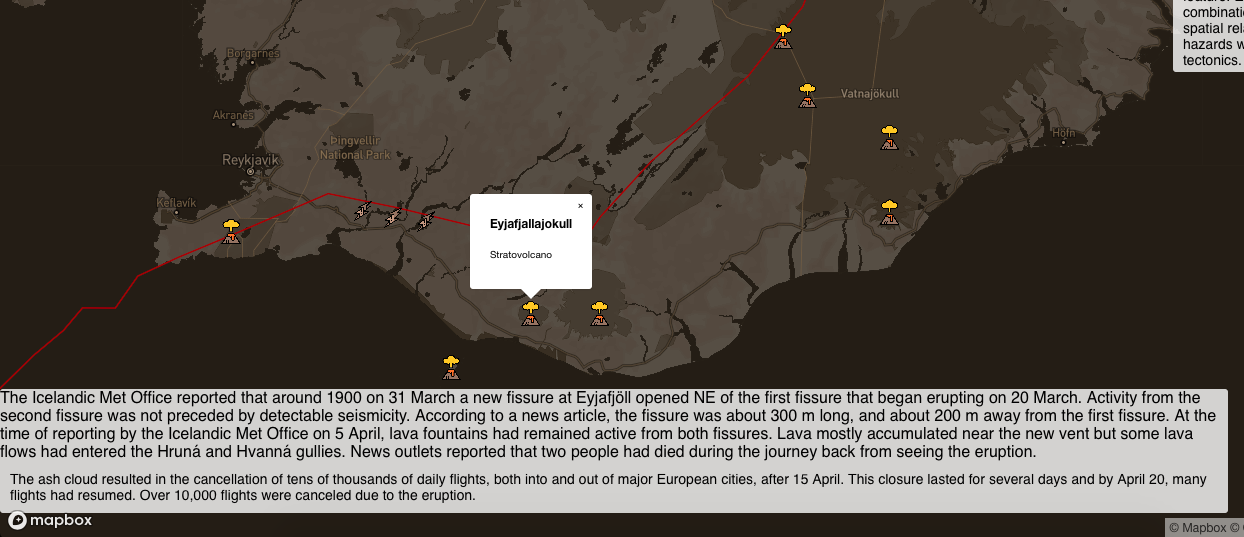 combinati
spatial rel
hazards w
tectonics.
Borgarnes
Vatnajökull
Akranes
Höfn
Þingvellir
National Park
Reykjavik
Keflavík
×
Eyjafjallajokull
Stratovolcano
The Icelandic Met Office reported that around 1900 on 31 March a new fissure at Eyjafjöll opened NE of the first fissure that began erupting on 20 March. Activity from the
second fissure was not preceded by detectable seismicity. According to a news article, the fissure was about 300 m long, and about 200 m away from the first fissure. At the
time of reporting by the Icelandic Met Office on 5 April, lava fountains had remained active from both fissures. Lava mostly accumulated near the new vent but some lava
flows had entered the Hruná and Hvanná gullies. News outlets reported that two people had died during the journey back from seeing the eruption.
The ash cloud resulted in the cancellation of tens of thousands of daily flights, both into and out of major European cities, after 15 April. This closure lasted for several days and by April 20, many
flights had resumed. Over 10,000 flights were canceled due to the eruption.
mapbox
© Mapbox ©